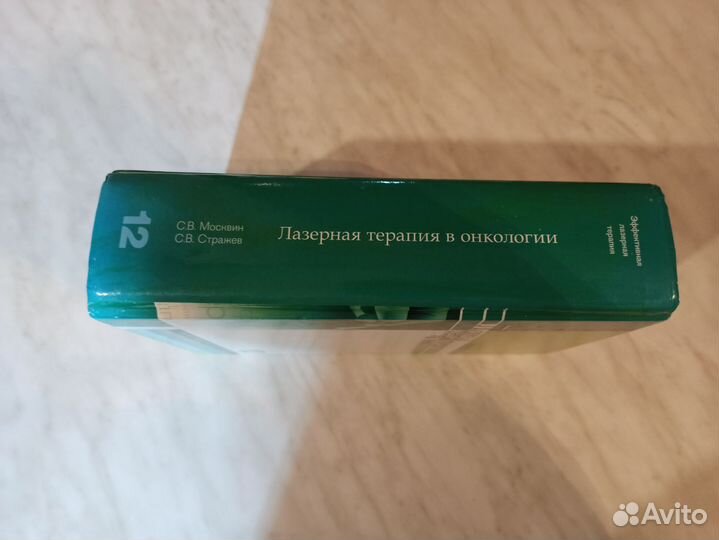 12
С.В. Москвин
С.В. Стражев
Лазерная терапия в онкологии
Эффективная
лазерная
терапия
Avito